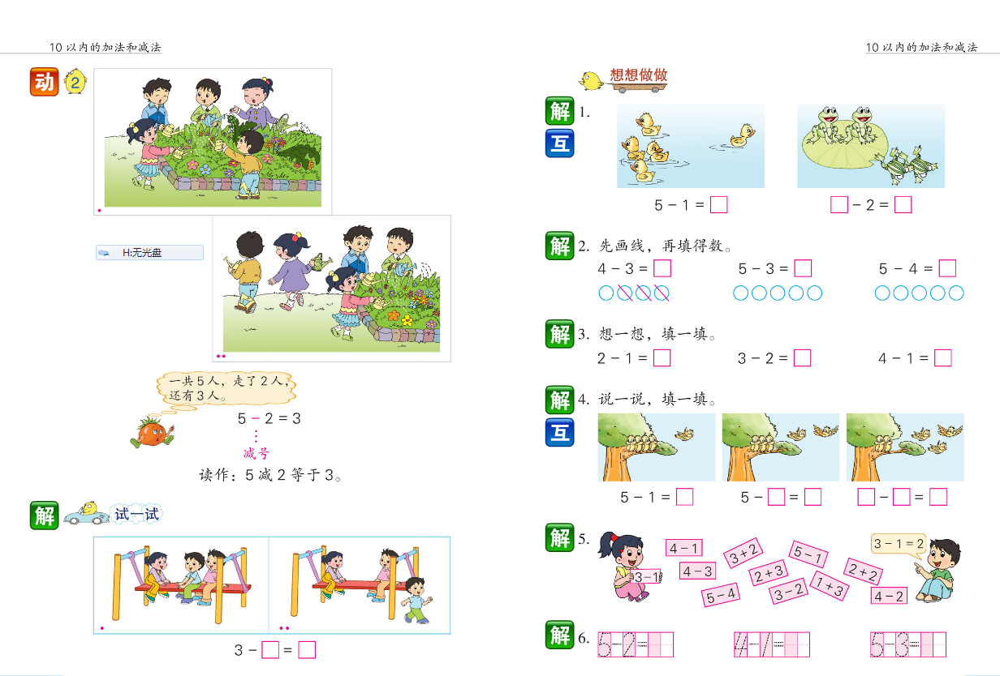 10 以内的加法和减法
动 2
H:无光盘
一共 5 人，走了 2 人，
还有 3 人。
5 − 2 = 3
减号
读作：5 减 2 等于 3。
解 试一试
3 − □ = □
10 以内的加法和减法
想想做做
解 1.
互
5 − 1 = □ □ − 2 = □
解 2. 先画线，再填得数。
4 − 3 = □ 5 − 3 = □ 5 − 4 = □
解 3. 想一想，填一填。
2 − 1 = □ 3 − 2 = □ 4 − 1 = □
解 4. 说一说，填一填。
互
5 − 1 = □ 5 − □ = □ □ − □ = □
解 5.
3 − 1
4 − 1
4 − 3
5 − 4
3 + 2
2 + 3
3 − 2
5 − 1
1 + 3
2 + 2
4 − 2
3 − 1 = 2
解 6. 5 − 2 = 4 − 1 = 5 − 3 =